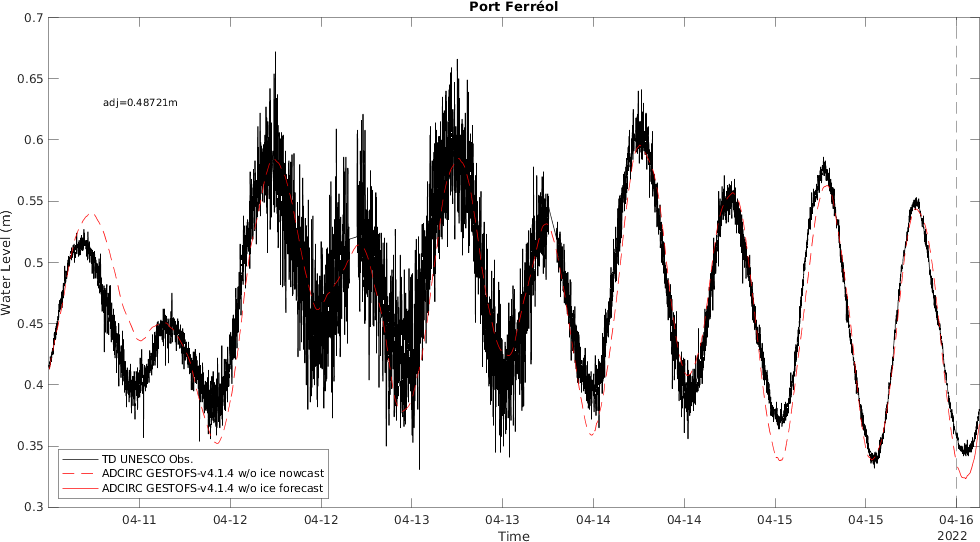 Port Ferréol
0.7
0.65
0.6
0.55
0.5
0.45
0.4
0.35
0.3
Water Level (m)
adj=0.48721m
TD UNESCO Obs.
ADCIRC GESTOFS-v4.1.4 w/o ice nowcast
ADCIRC GESTOFS-v4.1.4 w/o ice forecast
04-11 04-12 04-12 04-13 04-13 04-14 04-14 04-15 04-15 04-16
2022
Time